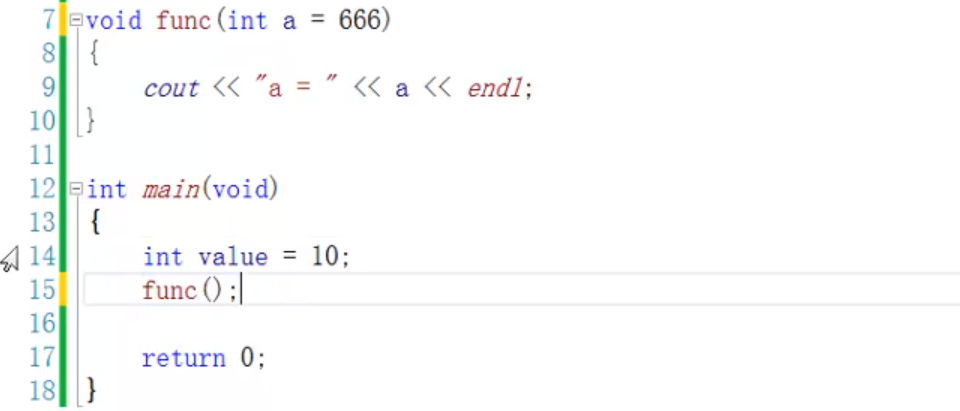 7 void func(int a = 666)
8 {
9 cout << "a = " << a << endl;
10 }
11
12 int main(void)
13 {
14 int value = 10;
15 func();
16
17 return 0;
18 }